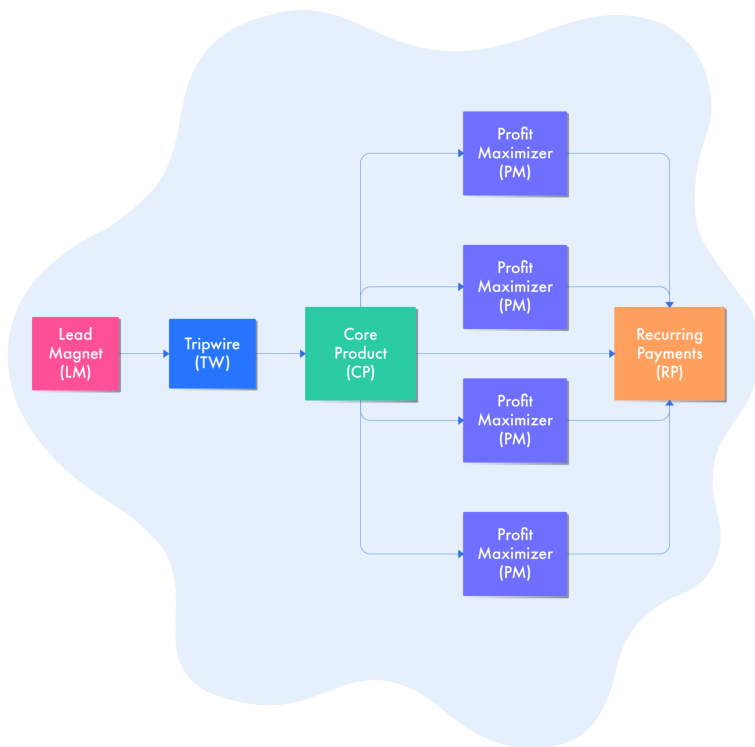 Lead
Magnet
(LM)
Tripwire
(TW)
Core
Product
(CP)
Profit
Maximizer
(PM)
Profit
Maximizer
(PM)
Profit
Maximizer
(PM)
Profit
Maximizer
(PM)
Recurring
Payments
(RP)